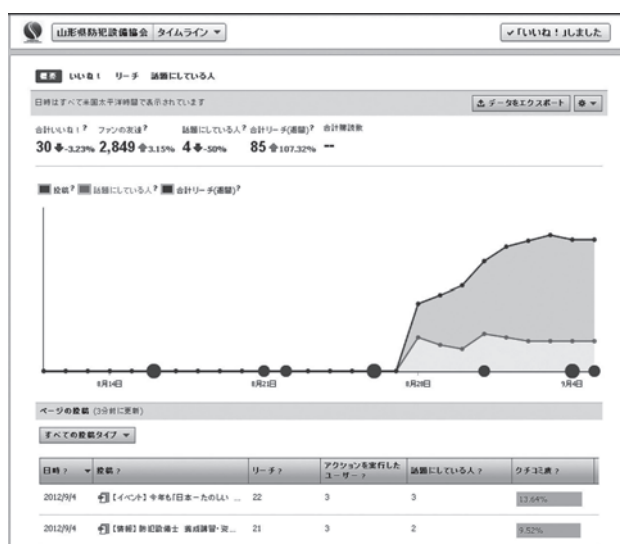 山形県防犯設備協会 タイムライン ▼
✓「いいね！」しました
概要 いいね！ リーチ 話題にしている人
日時はすべて米国太平洋時間で表示されています
データをエクスポート
合計いいね！? ファンの友達? 話題にしている人? 合計リーチ(週間)? 合計購読数
30 -3.23% 2,849 3.15% 4 -50% 85 107.32% --
投稿? 話題にしている人? 合計リーチ(週間)?
8月14日 8月21日 8月28日 9月4日
ページの投稿 (3分前に更新)
すべての投稿タイプ ▼
日時? ▼ 投稿? リーチ? アクションを実行したユーザー? 話題にしている人? クチコミ度?
2012/9/4 【イベント】今年も「日本一たのしい ... 22 3 3 13.64%
2012/9/4 【情報】防犯設備士 養成講習・資... 21 3 2 9.52%